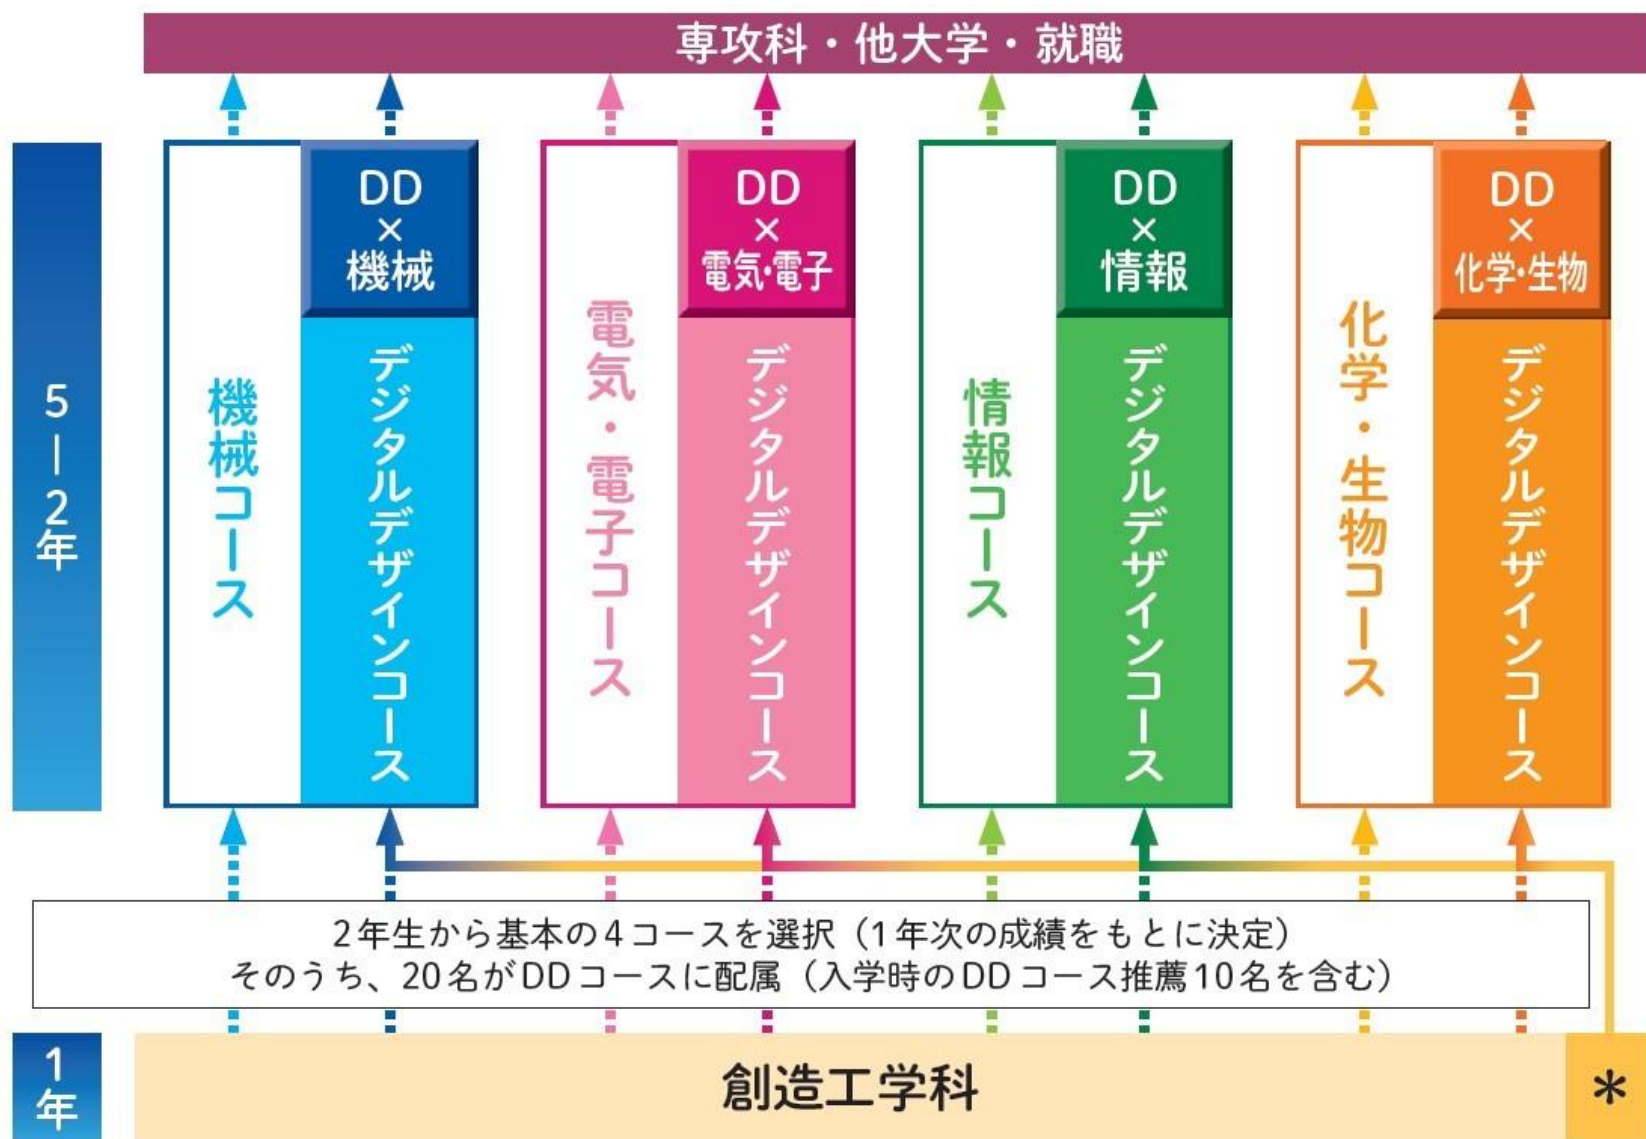 専攻科・他大学・就職
5―2年
機械コース
DD
×
機械
デジタルデザインコース
電気・電子コース
DD
×
電気・電子
デジタルデザインコース
情報コース
DD
×
情報
デジタルデザインコース
化学・生物コース
DD
×
化学・生物
デジタルデザインコース
2年生から基本の4コースを選択（1年次の成績をもとに決定）
そのうち、20名がDDコースに配属（入学時のDDコース推薦10名を含む）
1年
創造工学科
＊